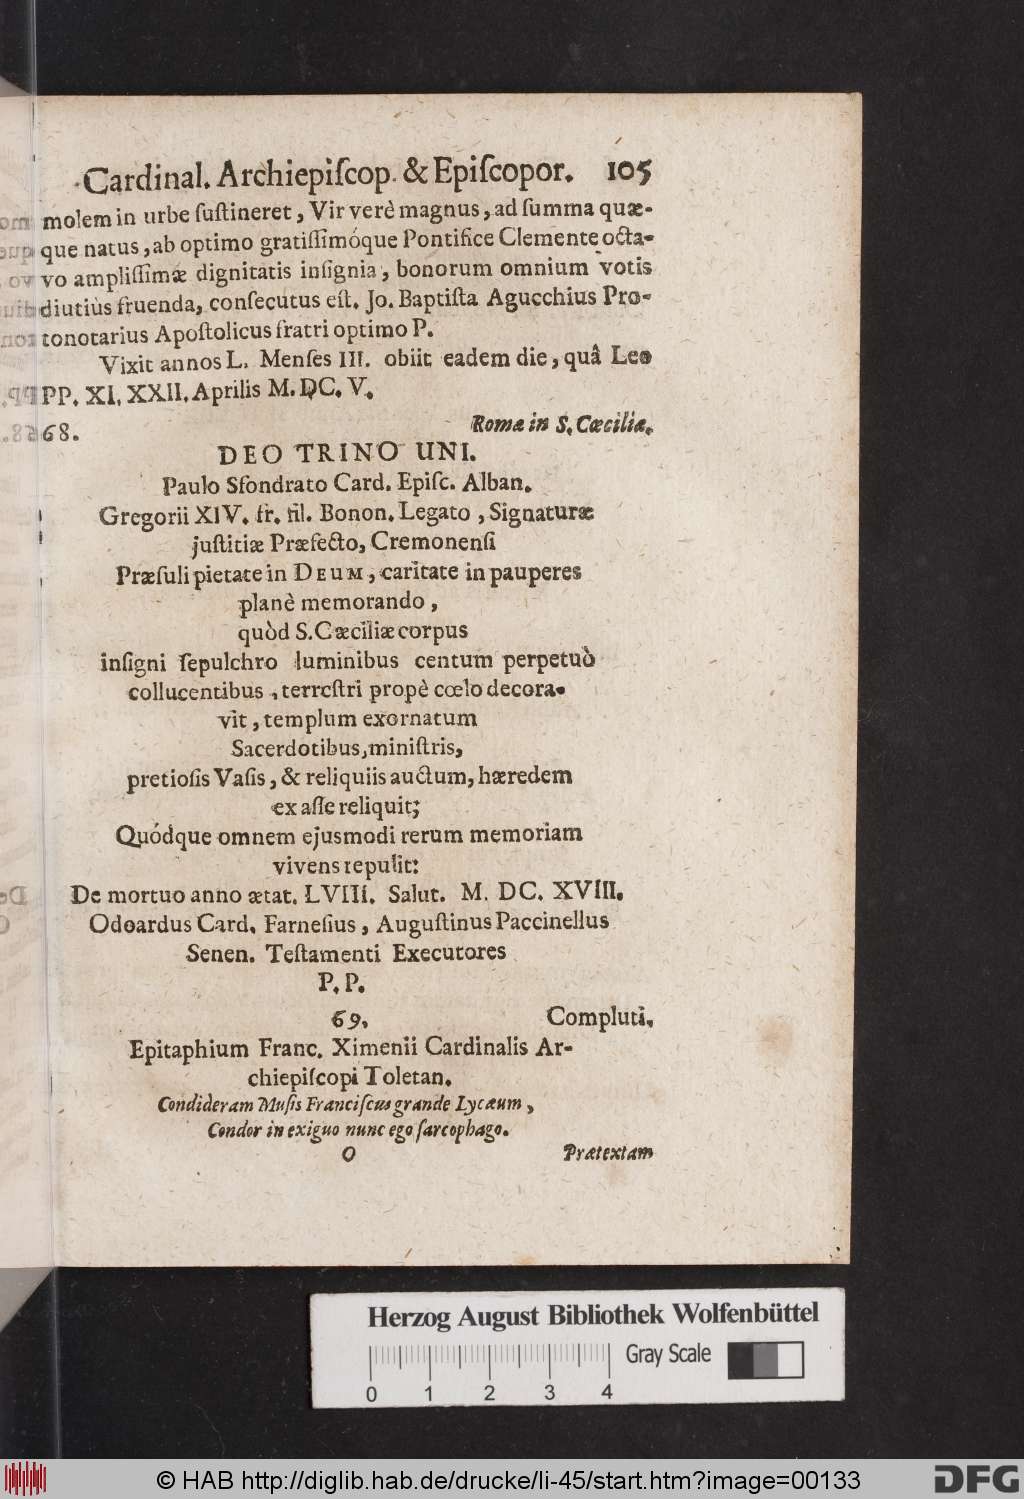 Cardinal. Archiepiſcop. & Epiſcopor. 105
molem in urbe ſuſtineret, Vir verè magnus, ad ſumma quæ-
que natus, ab optimo gratiſſimóque Pontifice Clemente octa-
vo ampliſſimæ dignitatis inſignia, bonorum omnium votis
diutiùs fruenda, conſecutus eſt. Jo. Baptiſta Agucchius Pro-
tonotarius Apoſtolicus fratri optimo P.
Vixit annos L. Menſes III. obiit eadem die, quâ Leo
PP. XI. XXII. Aprilis M. DC. V.
68.
Romæ in S. Cæciliæ.
DEO TRINO UNI.
Paulo Sfondrato Card. Epiſc. Alban.
Gregorii XIV. fr. fil. Bonon. Legato, Signaturæ
juſtitiæ Præfecto, Cremonenſi
Præſuli pietate in DEUM, caritate in pauperes
planè memorando,
quòd S. Cæciliæ corpus
inſigni ſepulchro luminibus centum perpetuò
collucentibus, terreſtri propè cœlo decora-
vit, templum exornatum
Sacerdotibus, miniſtris,
pretioſis Vaſis, & reliquiis auctum, hæredem
ex aſſe reliquit;
Quódque omnem ejusmodi rerum memoriam
vivens repulit:
De mortuo anno ætat. LVIII. Salut. M. DC. XVIII.
Odoardus Card. Farneſius, Auguſtinus Paccinellus
Senen. Teſtamenti Executores
P. P.
69. Compluti.
Epitaphium Franc. Ximenii Cardinalis Ar-
chiepiſcopi Toletan.
Condideram Muſis Franciſcus grande Lycæum,
Condor in exiguo nunc ego ſarcophago.
O Prætextam
Herzog August Bibliothek Wolfenbüttel
Gray Scale
0 1 2 3 4
© HAB http://diglib.hab.de/drucke/li-45/start.htm?image=00133
DFG